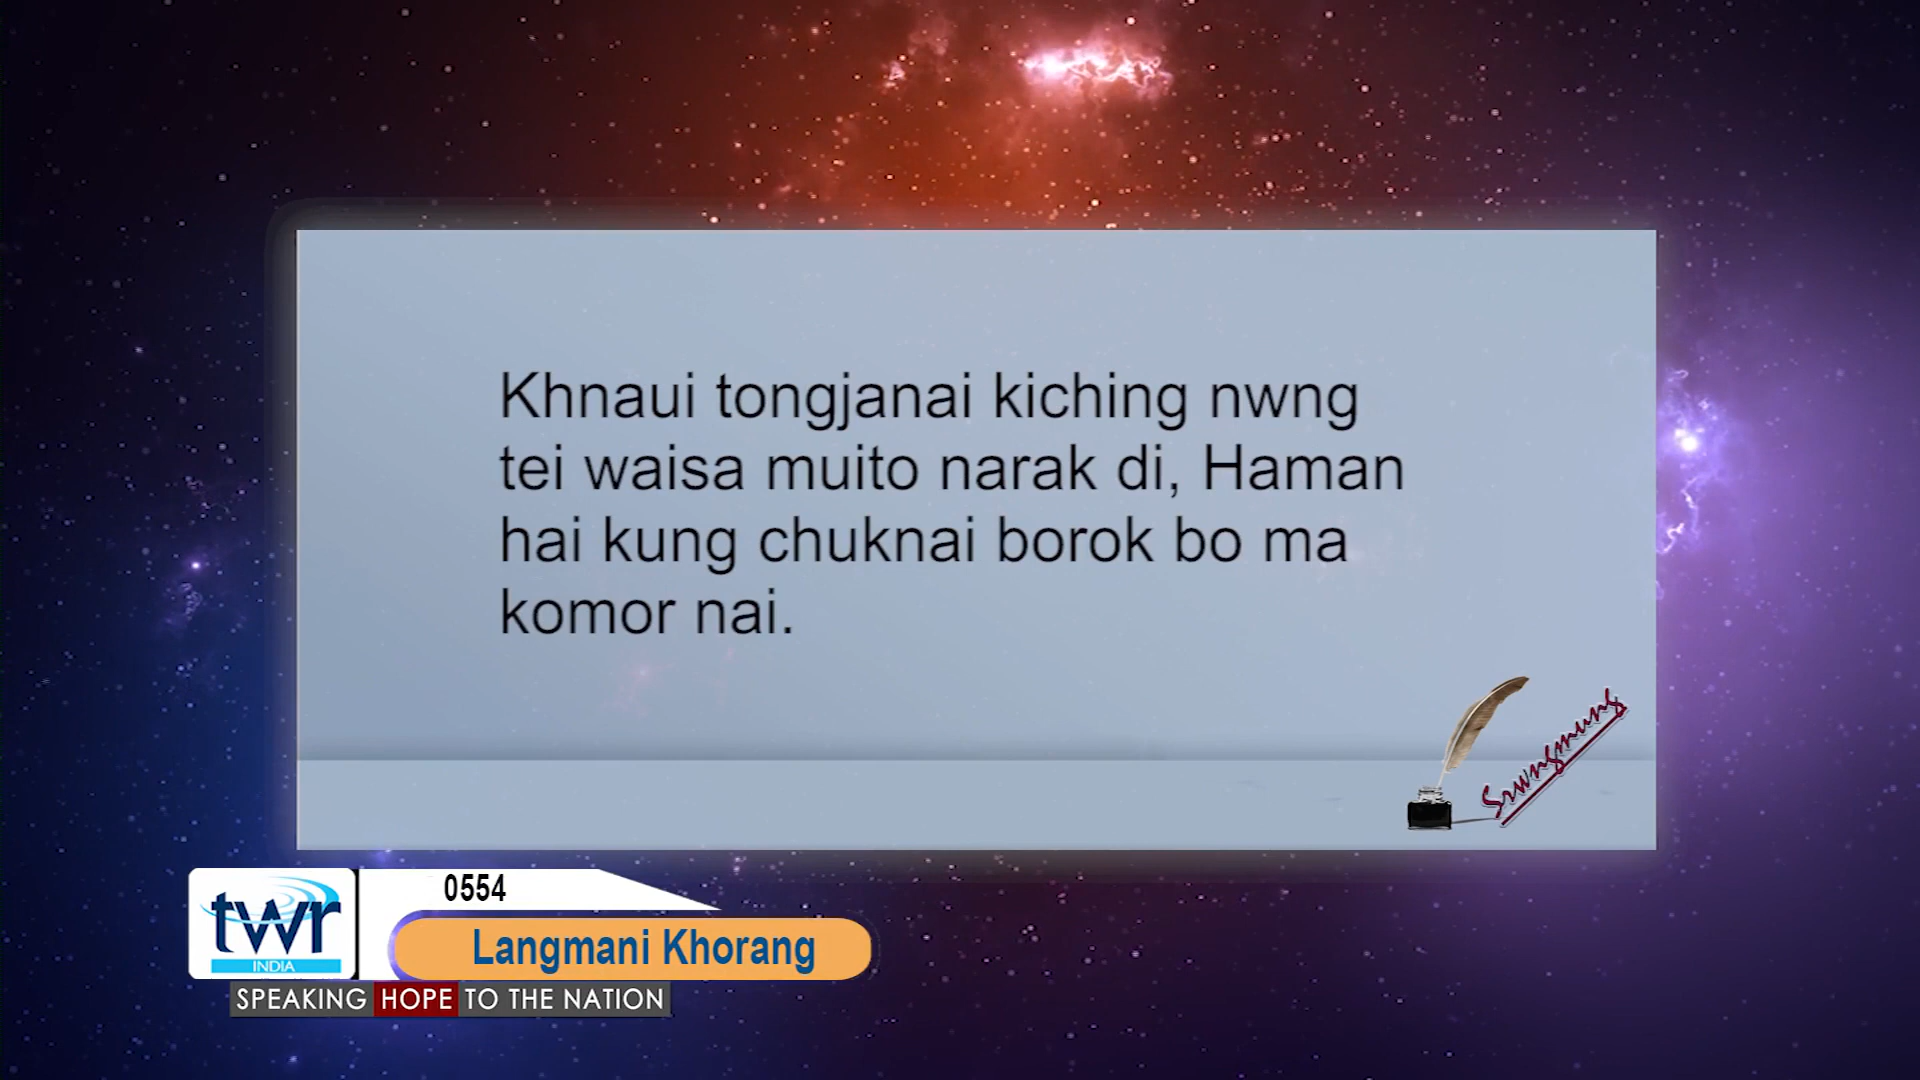 Khnaui tongjanai kiching nwng
tei waisa muito narak di, Haman
hai kung chuknai borok bo ma
komor nai.
Srwngmung
twr
INDIA
0554
Langmani Khorang
SPEAKING HOPE TO THE NATION